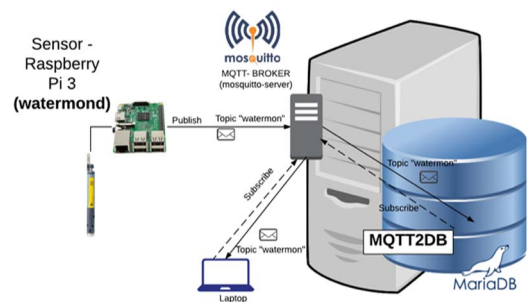 Sensor -
Raspberry
Pi 3
(watermond)
mosquitto
MQTT- BROKER
(mosquitto-server)
Publish
Topic "watermon"
Topic "watermon"
Subscribe
Subscribe
MQTT2DB
Topic "watermon"
Laptop
MariaDB